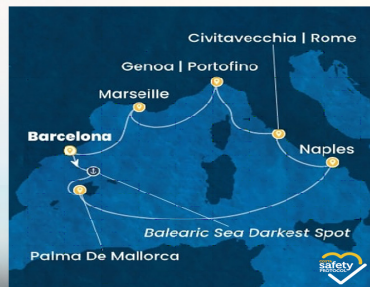 Civitavecchia | Rome
Genoa | Portofino
Marseille
Barcelona
Naples
Balearic Sea Darkest Spot
Palma De Mallorca
safety
PROTOCOL